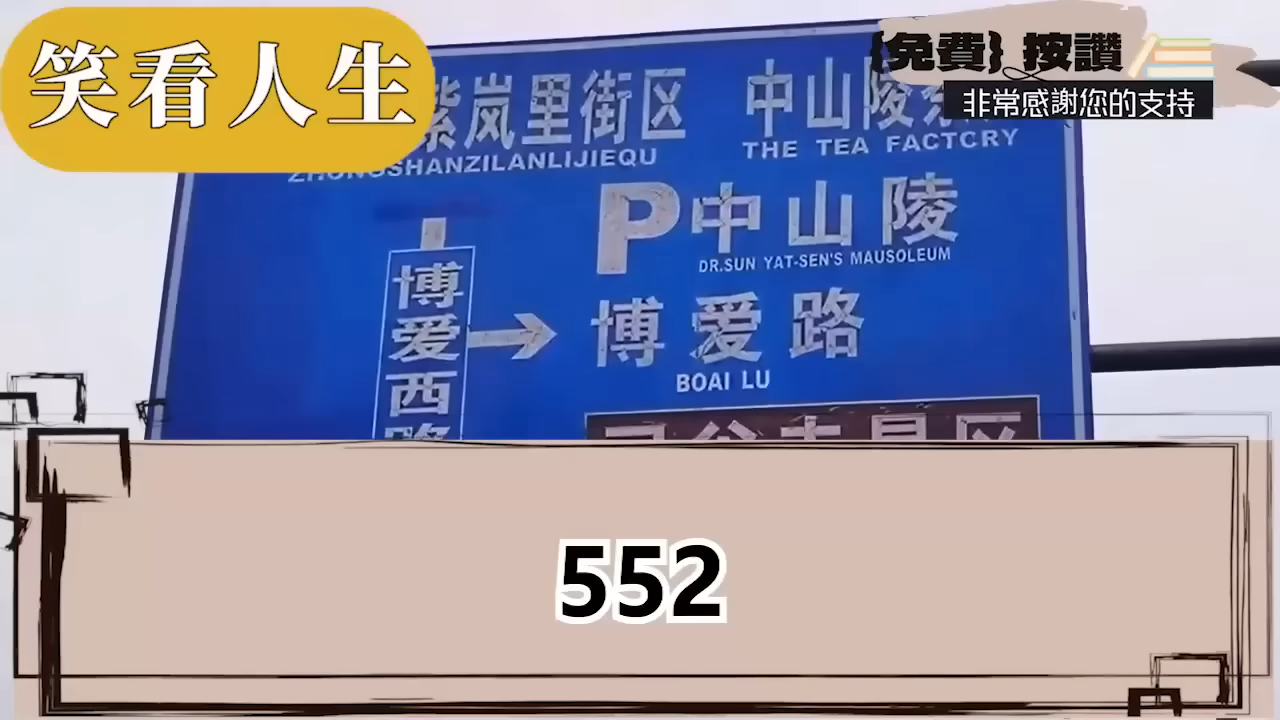 笑看人生
{免費} 按讚
非常感謝您的支持
紫岚里街区
中山陵
ZHONGSHANZILANLIJIEQU
THE TEA FACTCRY
P中山陵
DR.SUN YAT-SEN'S MAUSOLEUM
博爱西路
博爱路
BOAI LU
552